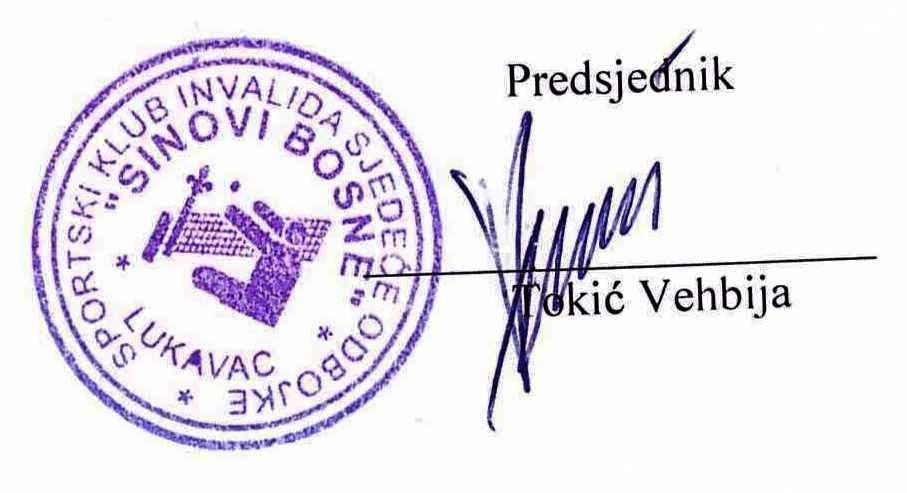 SPORTSKI KLUB INVALIDA SJEDEĆE ODBOJKE
"SINOVI BOSNE"
LUKAVAC
Predsjednik
Tokić Vehbija